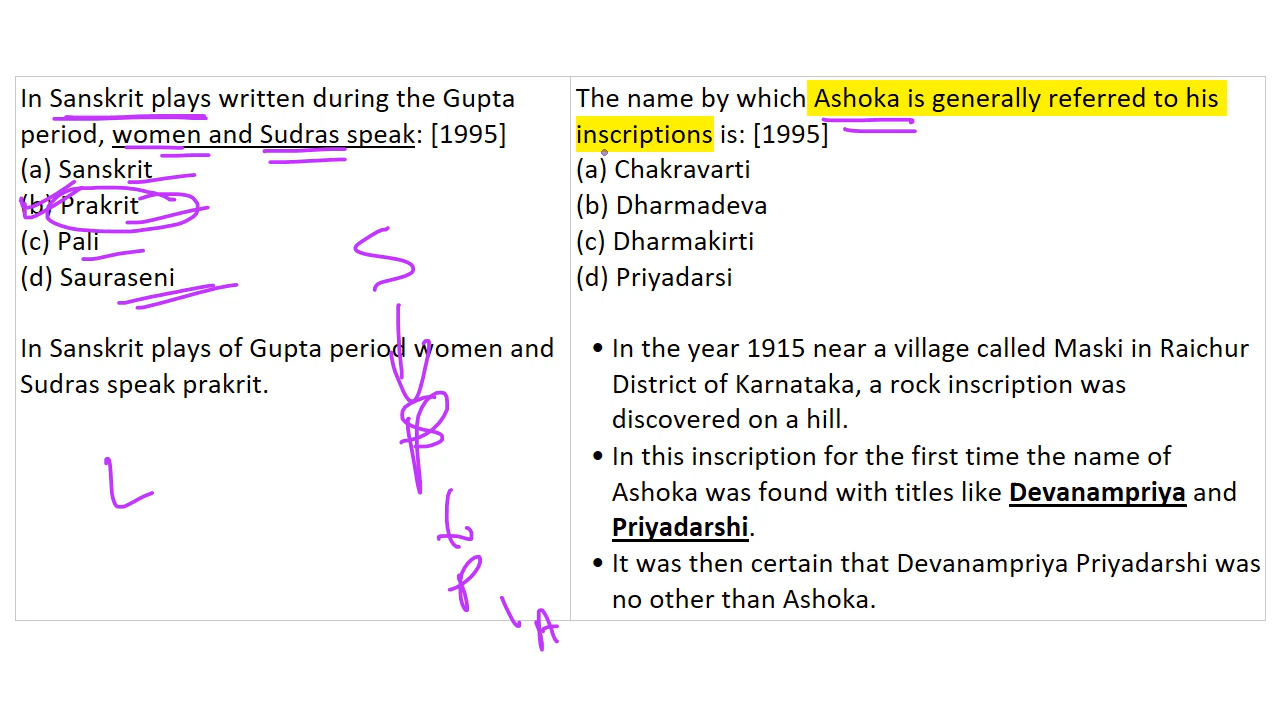 In Sanskrit plays written during the Gupta
period, women and Sudras speak: [1995]
(a) Sanskrit
(b) Prakrit
(c) Pali
(d) Sauraseni
In Sanskrit plays of Gupta period women and
Sudras speak prakrit.
The name by which Ashoka is generally referred to his
inscriptions is: [1995]
(a) Chakravarti
(b) Dharmadeva
(c) Dharmakirti
(d) Priyadarsi
• In the year 1915 near a village called Maski in Raichur
District of Karnataka, a rock inscription was
discovered on a hill.
• In this inscription for the first time the name of
Ashoka was found with titles like Devanampriya and
Priyadarshi.
• It was then certain that Devanampriya Priyadarshi was
no other than Ashoka.